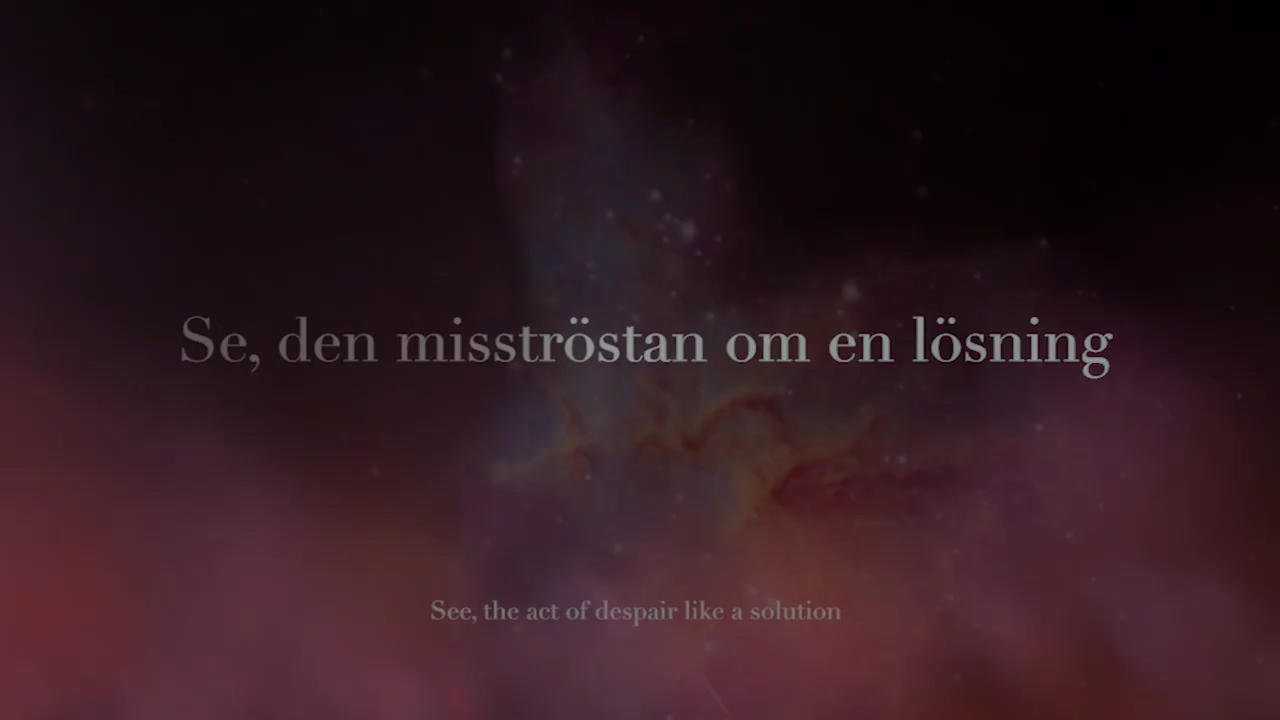 Se, den misströstan om en lösning
See, the act of despair like a solution